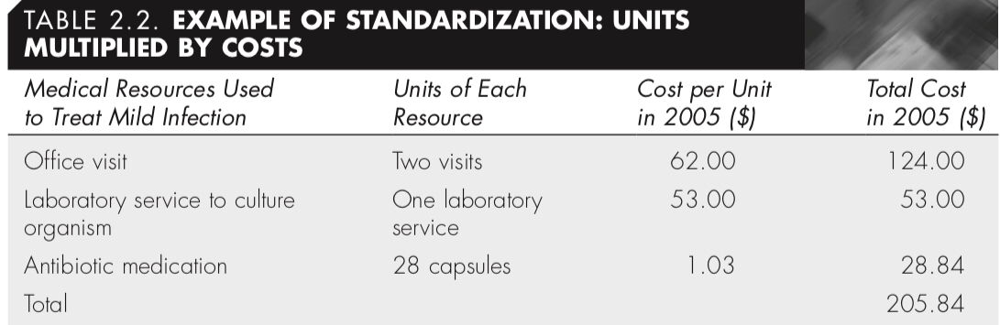 TABLE 2.2. EXAMPLE OF STANDARDIZATION: UNITS
MULTIPLIED BY COSTS
Medical Resources Used to Treat Mild Infection Units of Each Resource Cost per Unit in 2005 ($) Total Cost in 2005 ($)
Office visit Two visits 62.00 124.00
Laboratory service to culture organism One laboratory service 53.00 53.00
Antibiotic medication 28 capsules 1.03 28.84
Total 205.84